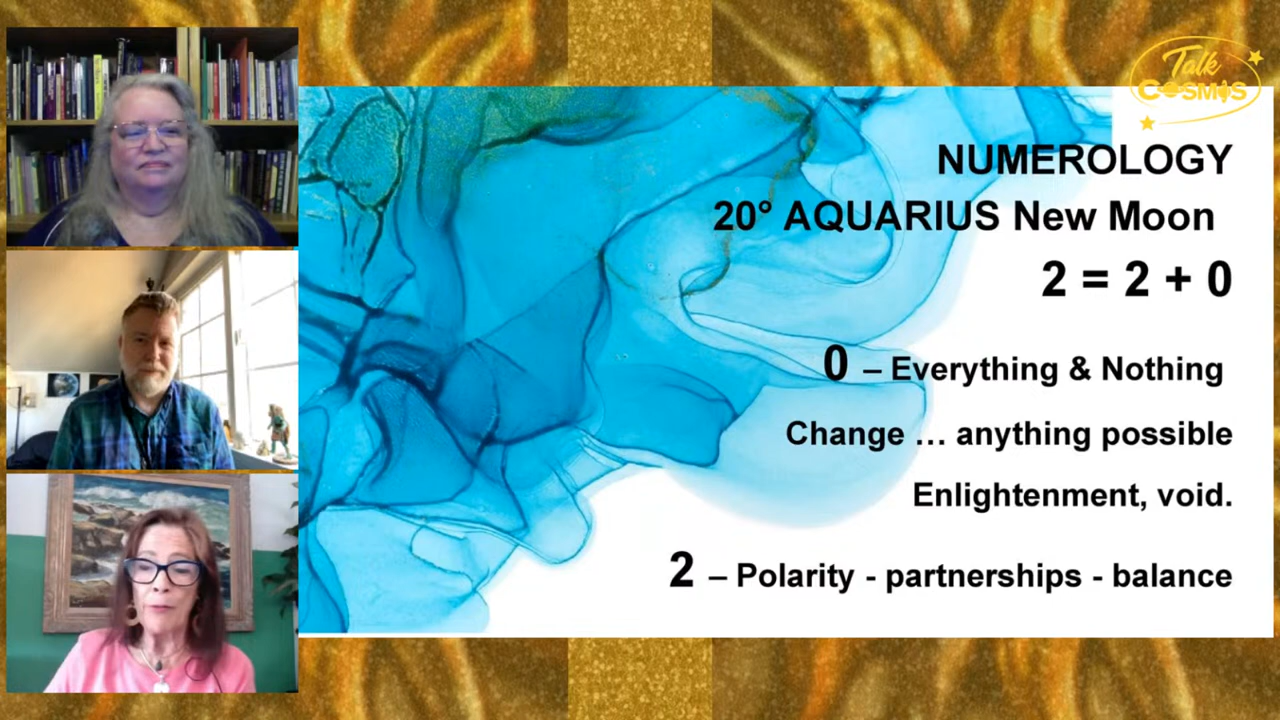 Talk
COSMOS
NUMEROLOGY
20° AQUARIUS New Moon
2 = 2 + 0
0 – Everything & Nothing
Change ... anything possible
Enlightenment, void.
2 – Polarity - partnerships - balance